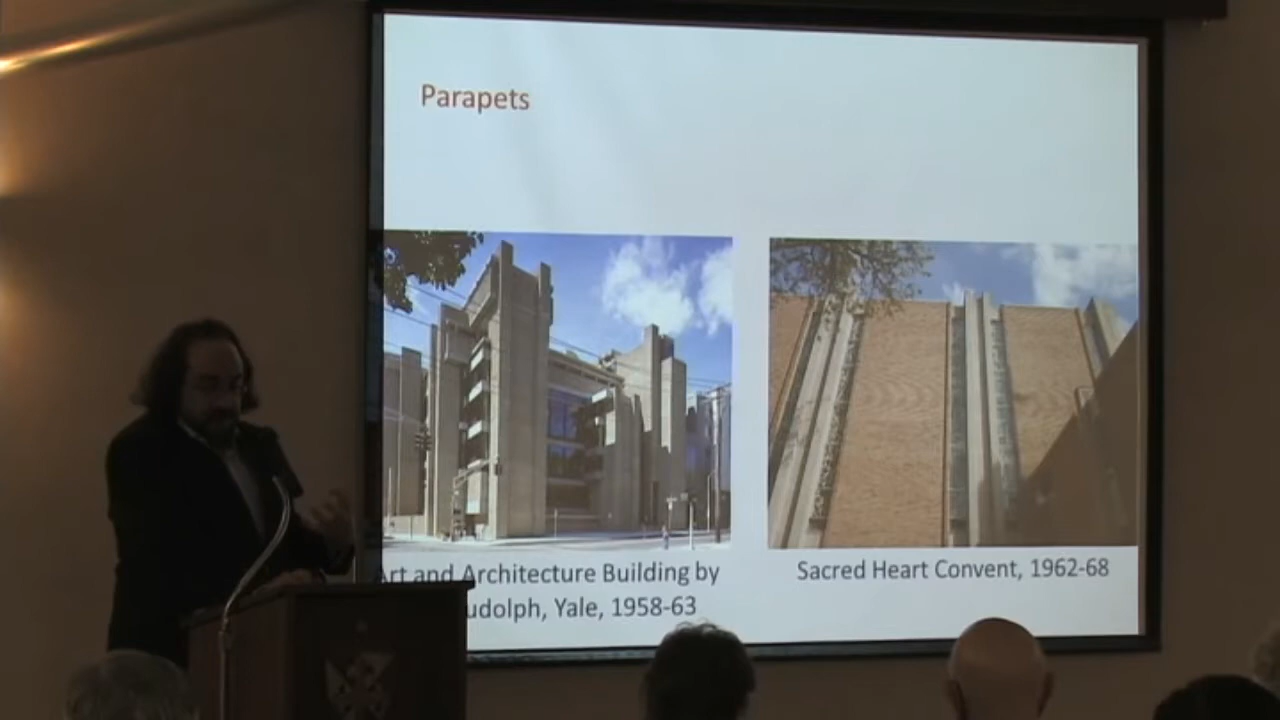 Parapets
Art and Architecture Building by
udolph, Yale, 1958-63
Sacred Heart Convent, 1962-68